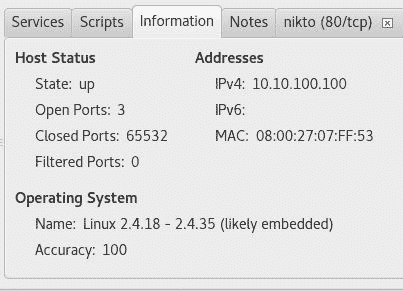 Services Scripts Information Notes nikto (80/tcp)
Host Status
State: up
Open Ports: 3
Closed Ports: 65532
Filtered Ports: 0
Addresses
IPv4: 10.10.100.100
IPv6:
MAC: 08:00:27:07:FF:53
Operating System
Name: Linux 2.4.18 - 2.4.35 (likely embedded)
Accuracy: 100